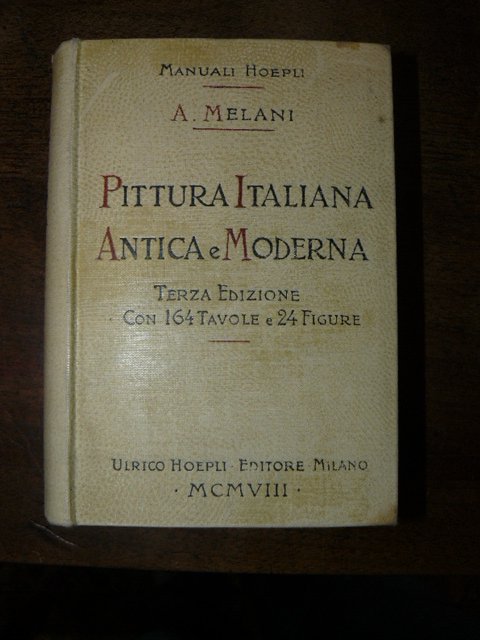 MANUALI HOEPLI
A. MELANI
PITTURA ITALIANA
ANTICA e MODERNA
TERZA EDIZIONE
CON 164 TAVOLE e 24 FIGURE
ULRICO HOEPLI · EDITORE · MILANO
· MCMVIII ·